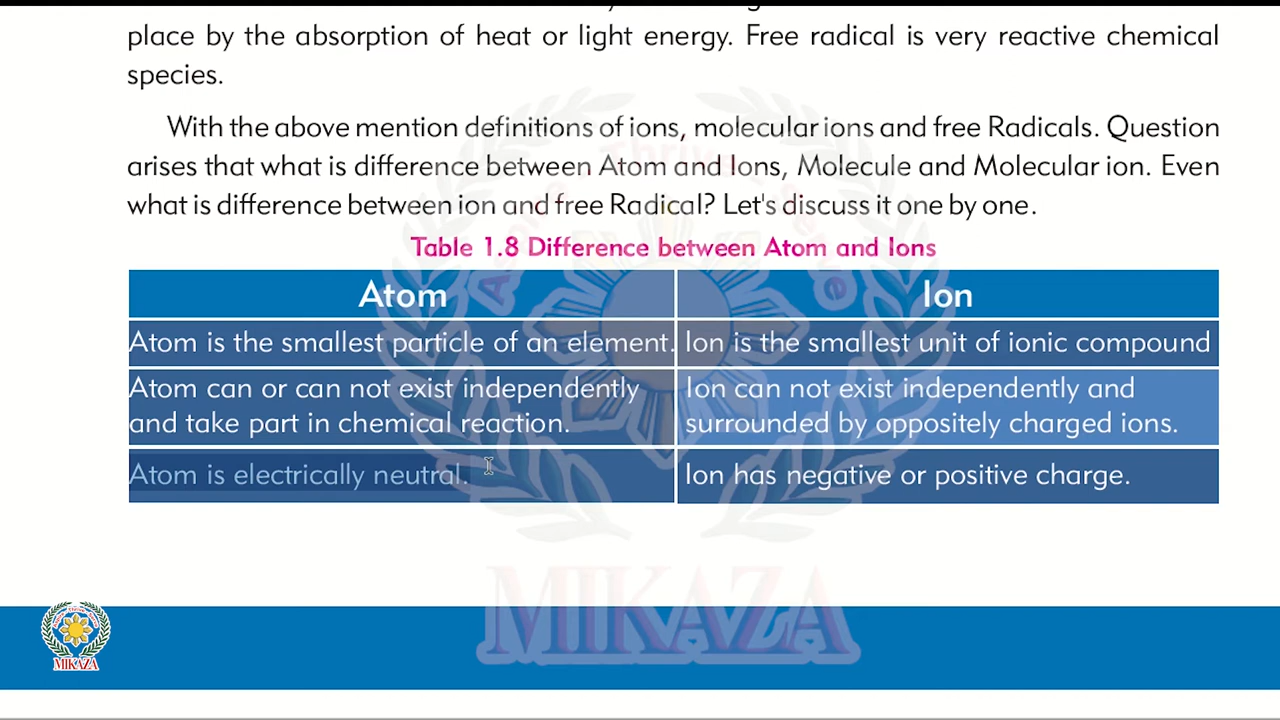 place by the absorption of heat or light energy. Free radical is very reactive chemical
species.
With the above mention definitions of ions, molecular ions and free Radicals. Question
arises that what is difference between Atom and Ions, Molecule and Molecular ion. Even
what is difference between ion and free Radical? Let's discuss it one by one.
Table 1.8 Difference between Atom and Ions
Atom
Ion
Atom is the smallest particle of an element.
Ion is the smallest unit of ionic compound
Atom can or can not exist independently
and take part in chemical reaction.
Ion can not exist independently and
surrounded by oppositely charged ions.
Atom is electrically neutral.
Ion has negative or positive charge.
MIKAZA
MIKAZA